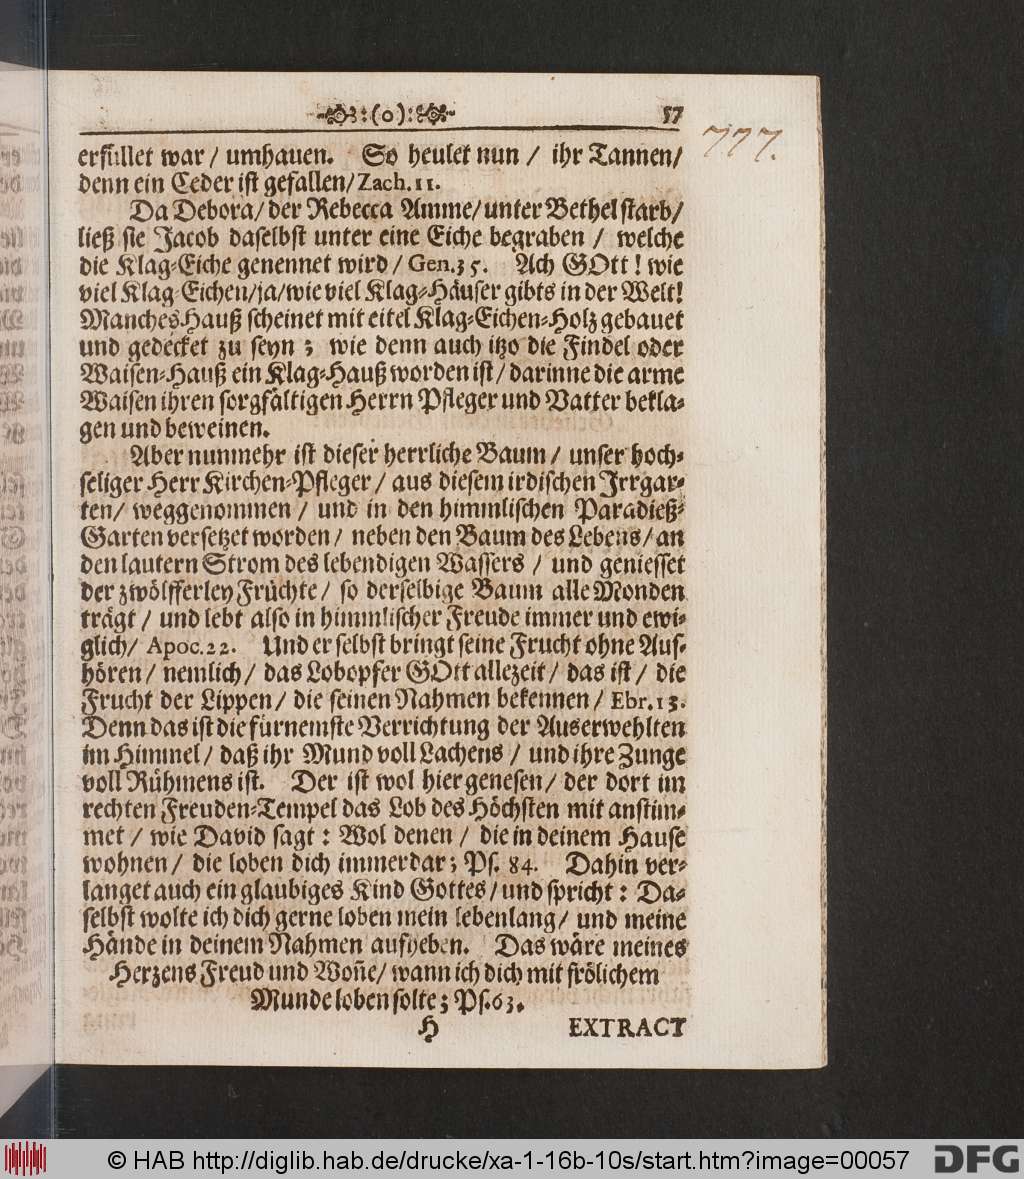 :(o): 57
777.
erfüllet war / umhauen. So heulet nun / ihr Tannen/
denn ein Ceder ist gefallen/ Zach. 11.
Da Debora/ der Rebecca Amme/ unter Bethel starb/
ließ sie Jacob daselbst unter eine Eiche begraben / welche
die Klag-Eiche genennet wird / Gen. 35. Ach GOtt! wie
viel Klag-Eichen/ ja/ wie viel Klag-Häuser gibts in der Welt!
Manches Hauß scheinet mit eitel Klag-Eichen-Holz gebauet
und gedecket zu seyn; wie denn auch itzo die Findel oder
Waisen-Hauß ein Klag-Hauß worden ist / darinne die arme
Waisen ihren sorgfältigen Herrn Pfleger und Vatter bekla-
gen und beweinen.
Aber nunmehr ist dieser herrliche Baum / unser hoch-
seliger Herr Kirchen-Pfleger / aus diesem irdischen Irrgar-
ten/ weggenommen / und in den himmlischen Paradieß-
Garten versetzet worden/ neben den Baum des Lebens/ an
den lautern Strom des lebendigen Wassers / und geniesset
der zwölfferley Früchte / so derselbige Baum alle Monden
trägt / und lebt also in himmlischer Freude immer und ewi-
glich/ Apoc. 22. Und er selbst bringt seine Frucht ohne Auf-
hören / nemlich / das Lobopfer GOtt allezeit / das ist / die
Frucht der Lippen / die seinen Nahmen bekennen / Ebr. 13.
Denn das ist die fürnemste Verrichtung der Auserwehlten
im Himmel / daß ihr Mund voll Lachens / und ihre Zunge
voll Rühmens ist. Der ist wol hier genesen / der dort im
rechten Freuden-Tempel das Lob des Höchsten mit anstim-
met / wie David sagt: Wol denen / die in deinem Hause
wohnen / die loben dich immerdar; Ps. 84. Dahin ver-
langet auch ein glaubiges Kind Gottes/ und spricht: Da-
selbst wolte ich dich gerne loben mein lebenlang/ und meine
Hände in deinem Nahmen aufheben. Das wäre meines
Herzens Freud und Woñe/ wann ich dich mit frölichem
Munde loben solte; Ps. 63.
H EXTRACT
© HAB http://diglib.hab.de/drucke/xa-1-16b-10s/start.htm?image=00057
DFG